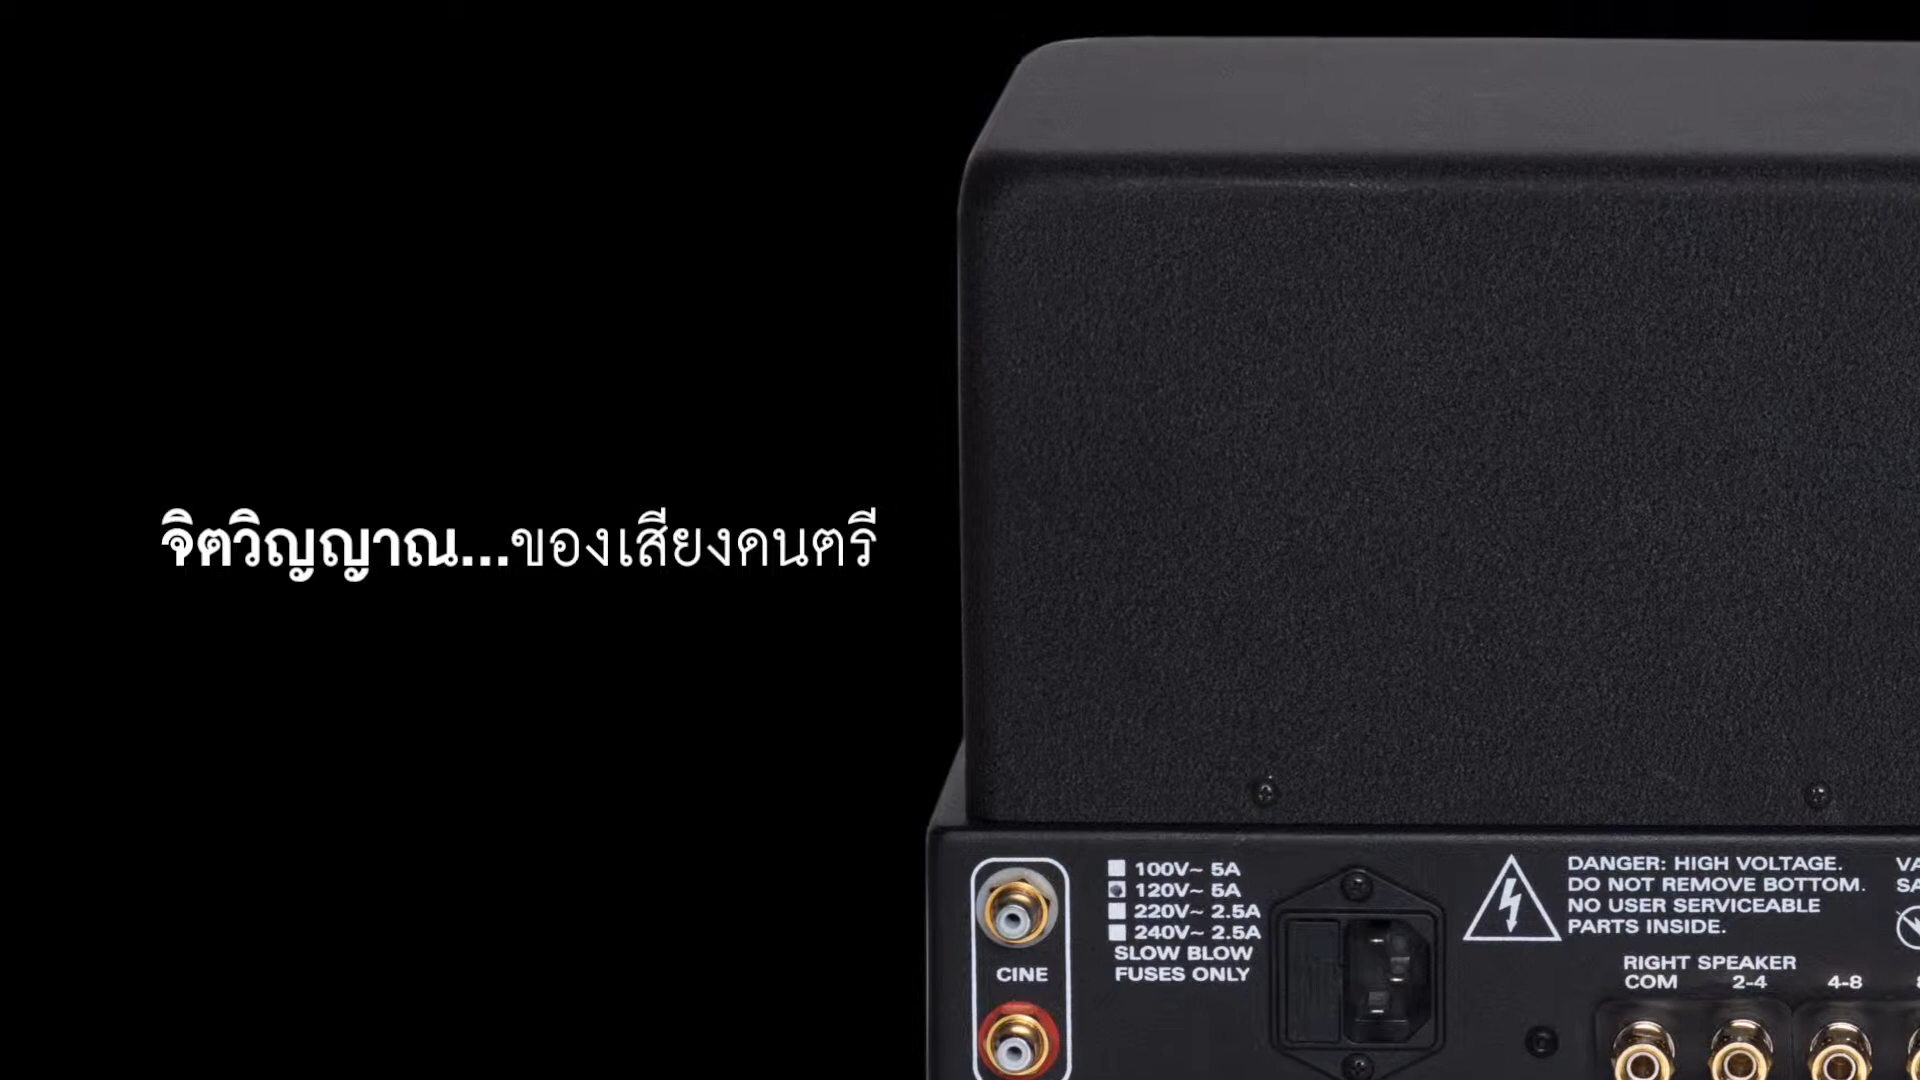 จิตวิญญาณ...ของเสียงดนตรี
100V~ 5A
120V~ 5A
220V~ 2.5A
240V~ 2.5A
SLOW BLOW
FUSES ONLY
CINE
DANGER: HIGH VOLTAGE.
DO NOT REMOVE BOTTOM.
NO USER SERVICEABLE
PARTS INSIDE.
RIGHT SPEAKER
COM 2-4 4-8